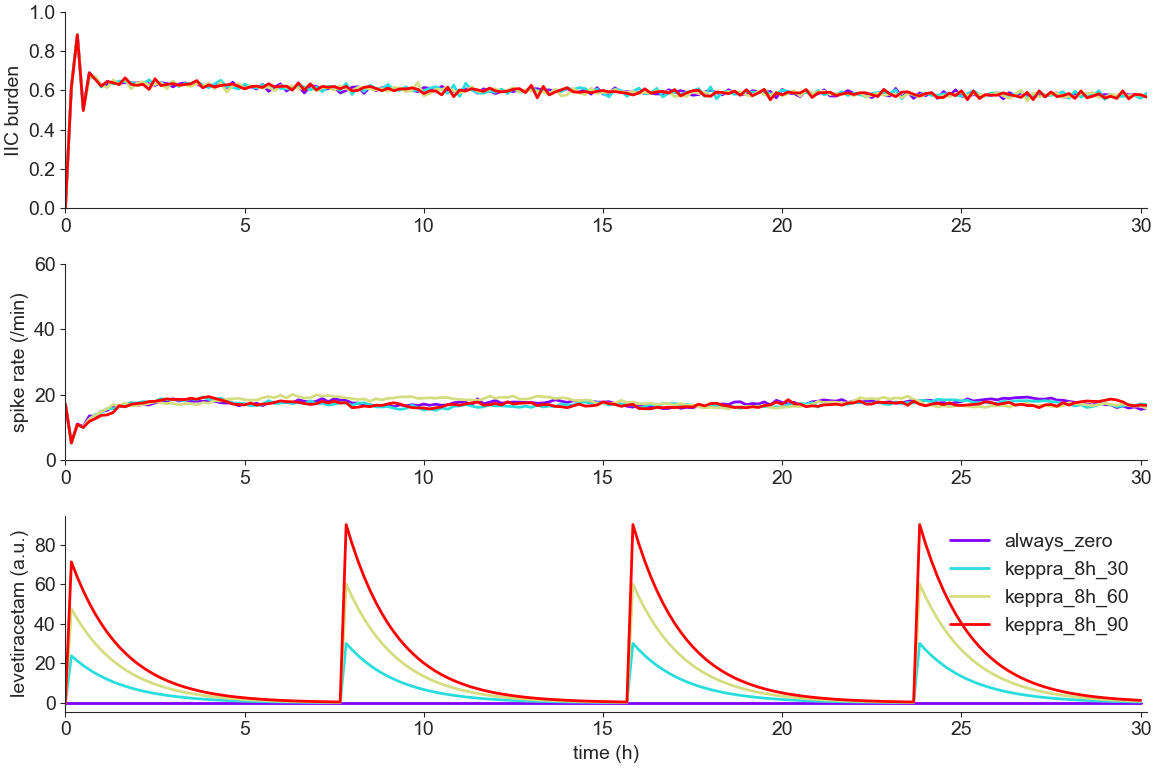 IIC burden
1.0
0.8
0.6
0.4
0.2
0.0
0 5 10 15 20 25 30
spike rate (/min)
60
40
20
0
0 5 10 15 20 25 30
levetiracetam (a.u.)
80
60
40
20
0
always_zero
keppra_8h_30
keppra_8h_60
keppra_8h_90
0 5 10 15 20 25 30
time (h)